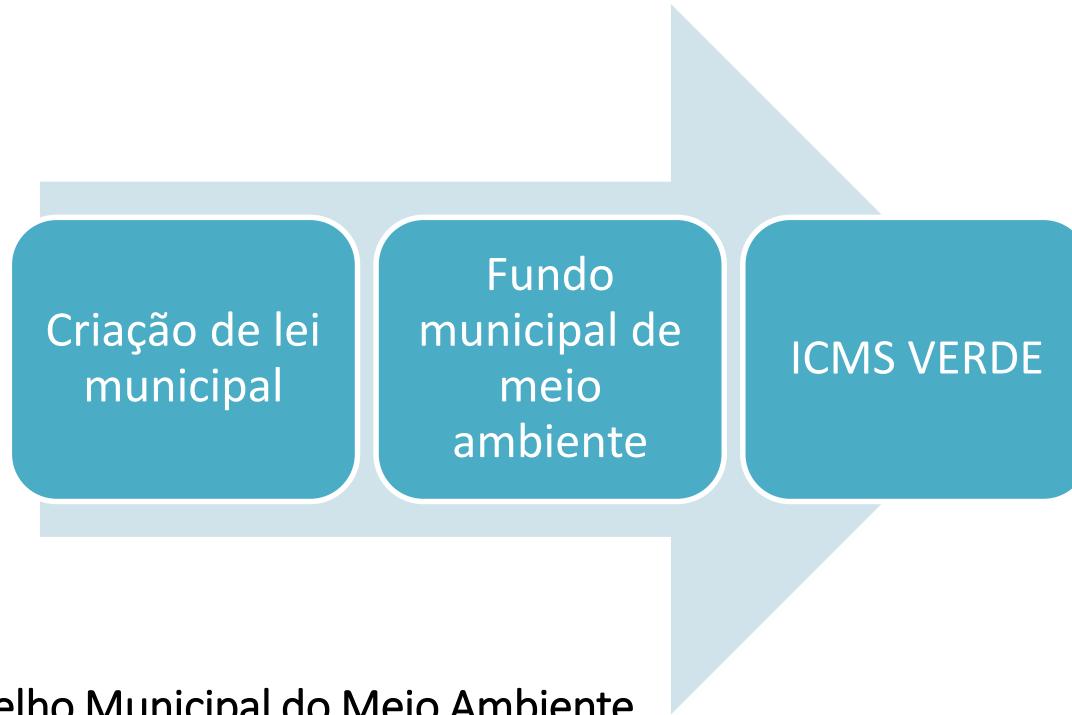 Criação de lei
municipal
Fundo
municipal de
meio
ambiente
ICMS VERDE
elho Municipal do Meio Ambiente